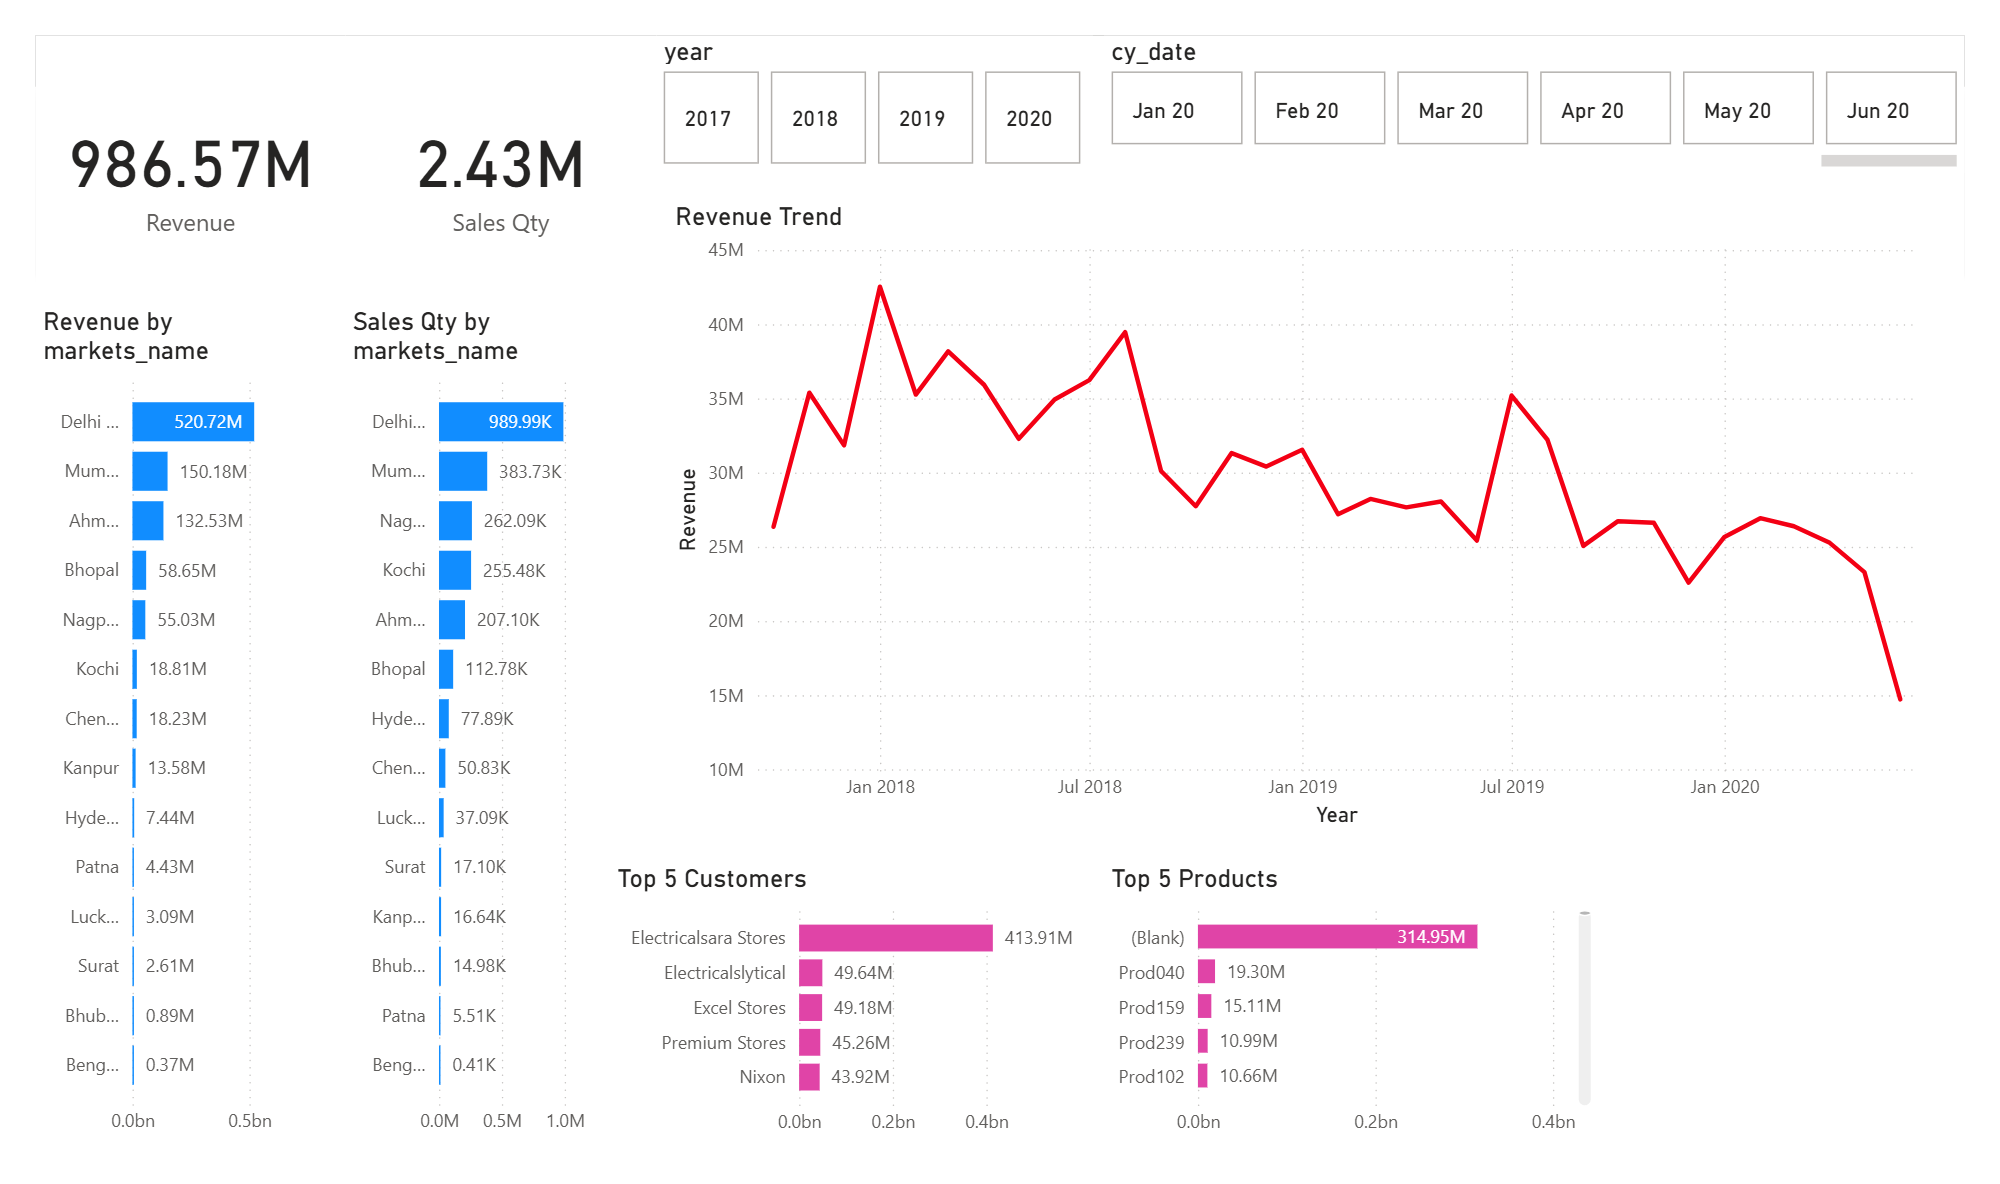 year
2017
2018
2019
2020
cy_date
Jan 20
Feb 20
Mar 20
Apr 20
May 20
Jun 20
986.57M
Revenue
2.43M
Sales Qty
Revenue by
markets_name
Delhi ...
520.72M
Mum...
150.18M
Ahm...
132.53M
Bhopal
58.65M
Nagp...
55.03M
Kochi
18.81M
Chen...
18.23M
Kanpur
13.58M
Hyde...
7.44M
Patna
4.43M
Luck...
3.09M
Surat
2.61M
Bhub...
0.89M
Beng...
0.37M
0.0bn
0.5bn
Sales Qty by
markets_name
Delhi...
989.99K
Mum...
383.73K
Nag...
262.09K
Kochi
255.48K
Ahm...
207.10K
Bhopal
112.78K
Hyde...
77.89K
Chen...
50.83K
Luck...
37.09K
Surat
17.10K
Kanp...
16.64K
Bhub...
14.98K
Patna
5.51K
Beng...
0.41K
0.0M
0.5M
1.0M
Revenue Trend
Revenue
45M
40M
35M
30M
25M
20M
15M
10M
Jan 2018
Jul 2018
Jan 2019
Jul 2019
Jan 2020
Year
Top 5 Customers
Electricalsara Stores
413.91M
Electricalslytical
49.64M
Excel Stores
49.18M
Premium Stores
45.26M
Nixon
43.92M
0.0bn
0.2bn
0.4bn
Top 5 Products
(Blank)
314.95M
Prod040
19.30M
Prod159
15.11M
Prod239
10.99M
Prod102
10.66M
0.0bn
0.2bn
0.4bn